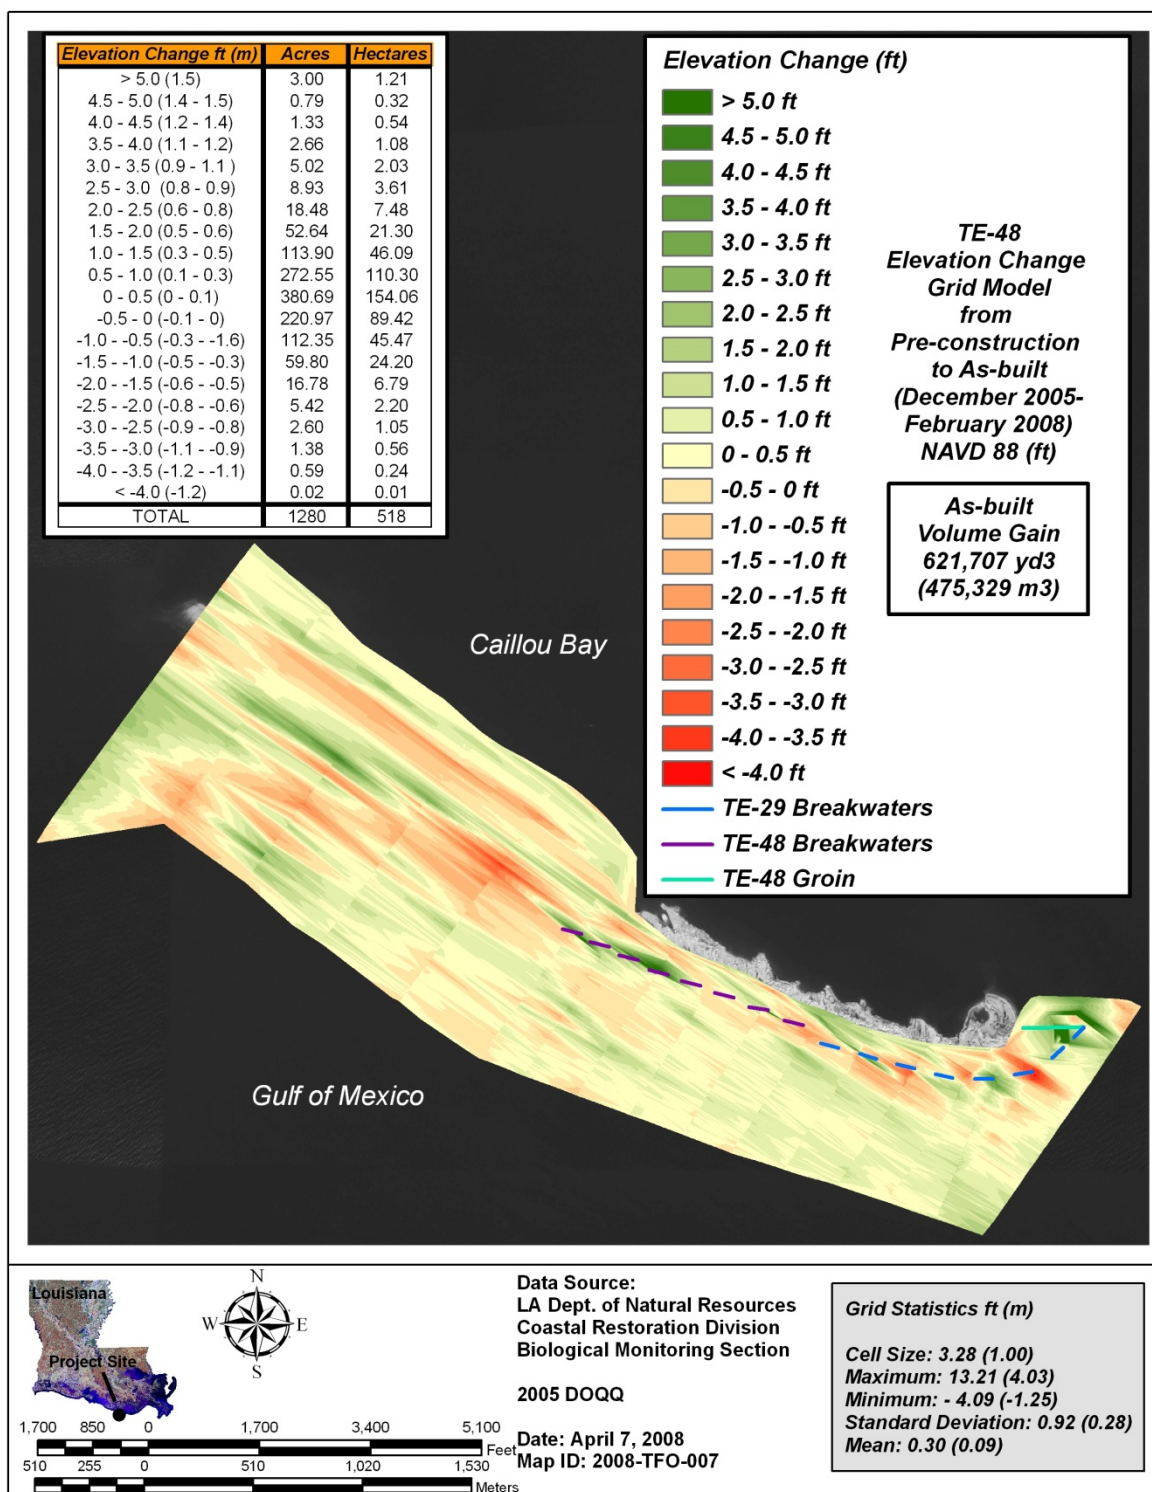 Elevation Change ft (m) Acres Hectares
> 5.0 (1.5) 3.00 1.21
4.5 - 5.0 (1.4 - 1.5) 0.79 0.32
4.0 - 4.5 (1.2 - 1.4) 1.33 0.54
3.5 - 4.0 (1.1 - 1.2) 2.66 1.08
3.0 - 3.5 (0.9 - 1.1 ) 5.02 2.03
2.5 - 3.0 (0.8 - 0.9) 8.93 3.61
2.0 - 2.5 (0.6 - 0.8) 18.48 7.48
1.5 - 2.0 (0.5 - 0.6) 52.64 21.30
1.0 - 1.5 (0.3 - 0.5) 113.90 46.09
0.5 - 1.0 (0.1 - 0.3) 272.55 110.30
0 - 0.5 (0 - 0.1) 380.69 154.06
-0.5 - 0 (-0.1 - 0) 220.97 89.42
-1.0 - -0.5 (-0.3 - -1.6) 112.35 45.47
-1.5 - -1.0 (-0.5 - -0.3) 59.80 24.20
-2.0 - -1.5 (-0.6 - -0.5) 16.78 6.79
-2.5 - -2.0 (-0.8 - -0.6) 5.42 2.20
-3.0 - -2.5 (-0.9 - -0.8) 2.60 1.05
-3.5 - -3.0 (-1.1 - -0.9) 1.38 0.56
-4.0 - -3.5 (-1.2 - -1.1) 0.59 0.24
< -4.0 (-1.2) 0.02 0.01
TOTAL 1280 518
Elevation Change (ft)
> 5.0 ft
4.5 - 5.0 ft
4.0 - 4.5 ft
3.5 - 4.0 ft
3.0 - 3.5 ft
2.5 - 3.0 ft
2.0 - 2.5 ft
1.5 - 2.0 ft
1.0 - 1.5 ft
0.5 - 1.0 ft
0 - 0.5 ft
-0.5 - 0 ft
-1.0 - -0.5 ft
-1.5 - -1.0 ft
-2.0 - -1.5 ft
-2.5 - -2.0 ft
-3.0 - -2.5 ft
-3.5 - -3.0 ft
-4.0 - -3.5 ft
< -4.0 ft
TE-29 Breakwaters
TE-48 Breakwaters
TE-48 Groin
TE-48
Elevation Change
Grid Model
from
Pre-construction
to As-built
(December 2005-
February 2008)
NAVD 88 (ft)
As-built
Volume Gain
621,707 yd3
(475,329 m3)
Caillou Bay
Gulf of Mexico
Louisiana
Project Site
N
W E
S
1,700 850 0 1,700 3,400 5,100
Feet
510 255 0 510 1,020 1,530
Meters
Data Source:
LA Dept. of Natural Resources
Coastal Restoration Division
Biological Monitoring Section
2005 DOQQ
Date: April 7, 2008
Map ID: 2008-TFO-007
Grid Statistics ft (m)
Cell Size: 3.28 (1.00)
Maximum: 13.21 (4.03)
Minimum: - 4.09 (-1.25)
Standard Deviation: 0.92 (0.28)
Mean: 0.30 (0.09)